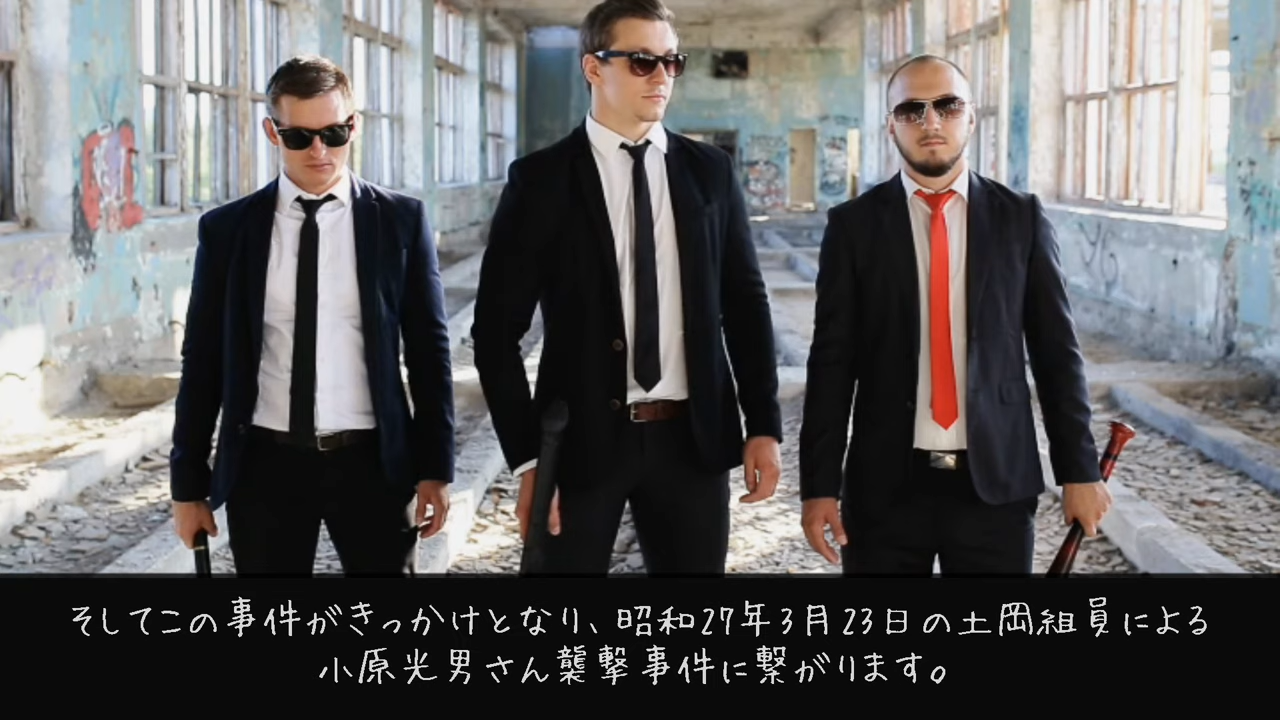 そしてこの事件がきっかけとなり、昭和27年3月23日の土岡組員による
小原光男さん襲撃事件に繋がります。